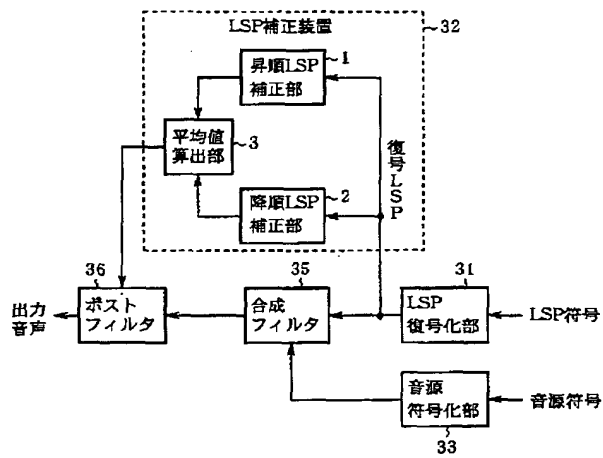 LSP補正装置
32
昇順LSP
補正部
1
平均値
算出部
3
復号LSP
降順LSP
補正部
2
36
ポスト
フィルタ
出力
音声
35
合成
フィルタ
31
LSP
復号化部
LSP符号
音源
符号化部
音源符号
33